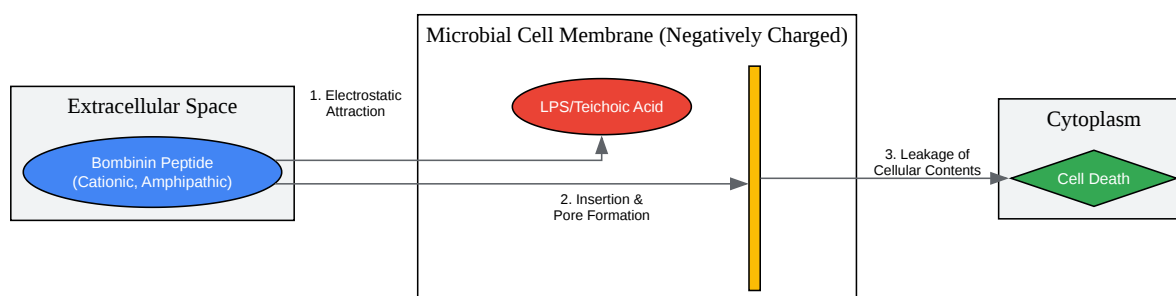 Extracellular Space
Bombinin Peptide
(Cationic, Amphipathic)
1. Electrostatic
Attraction
Microbial Cell Membrane (Negatively Charged)
LPS/Teichoic Acid
2. Insertion &
Pore Formation
3. Leakage of
Cellular Contents
Cytoplasm
Cell Death